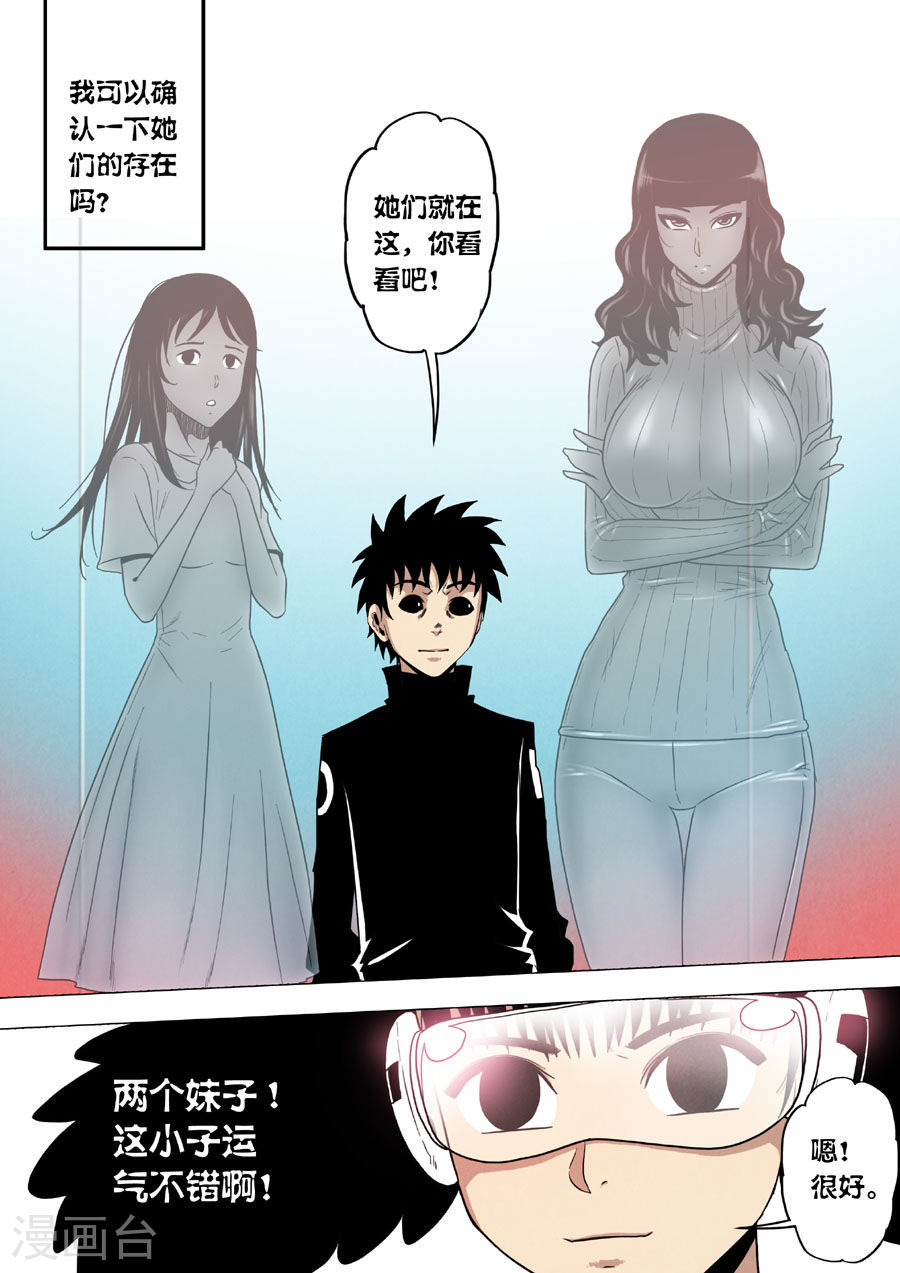 我可以确
认一下她
们的存在
吗?
她们就在
这，你看
看吧!
两个妹子!
这小子运
气不错啊!
嗯!
很好。
漫画台